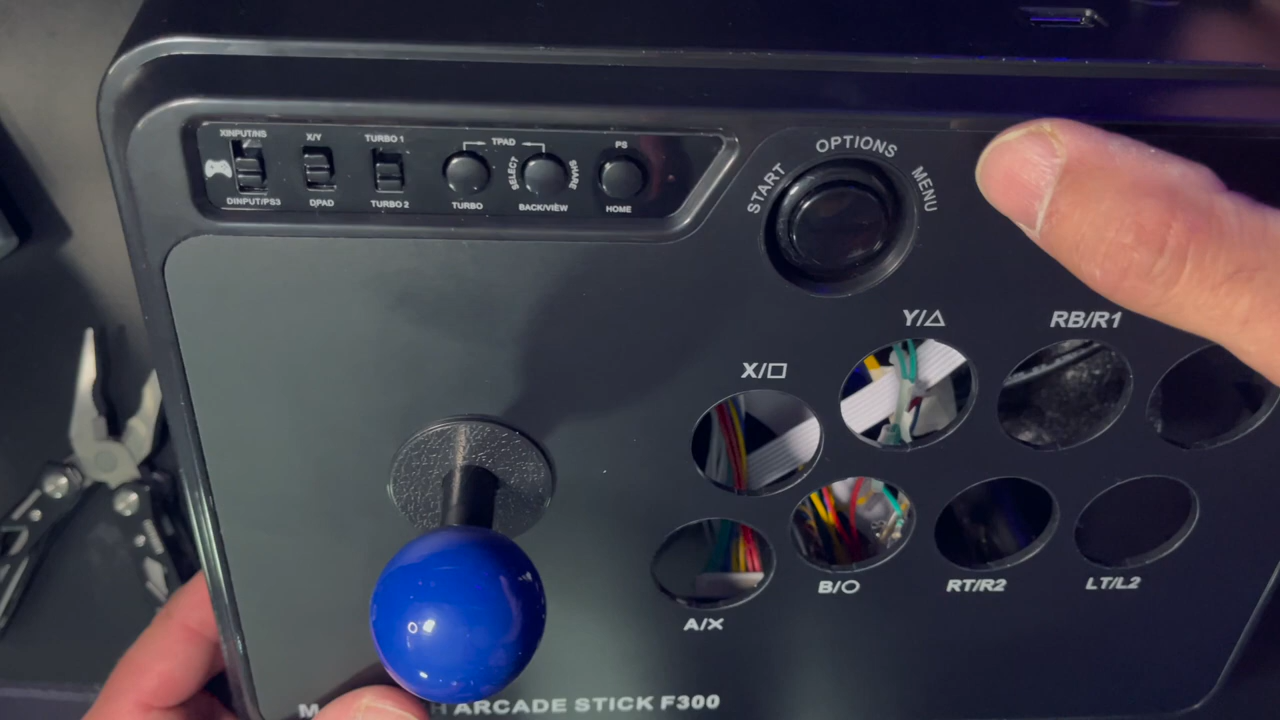 XINPUT/NS
X/Y
TURBO 1
TPAD
PS
DINPUT/PS3
DPAD
TURBO 2
TURBO
SELECT
SHARE
BACK/VIEW
HOME
START
OPTIONS
MENU
X/□
Y/△
RB/R1
A/X
B/○
RT/R2
LT/L2
ARCADE STICK F300